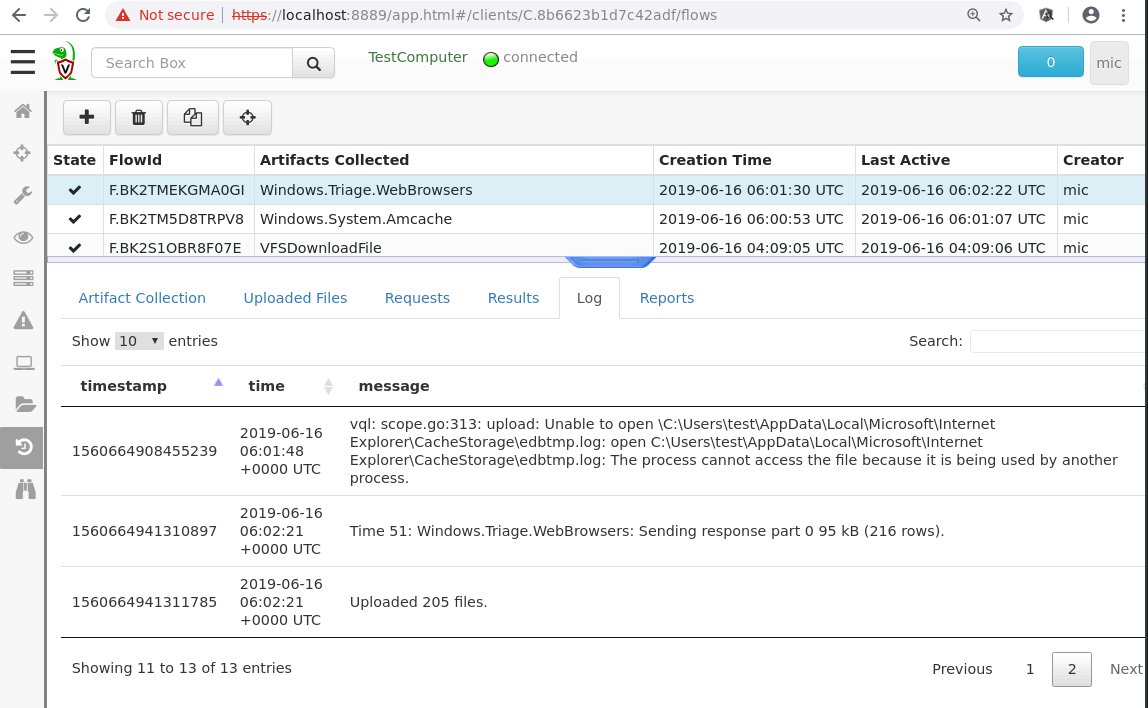 Not secure https://localhost:8889/app.html#/clients/C.8b6623b1d7c42adf/flows
Search Box TestComputer connected 0 mic
State FlowId Artifacts Collected Creation Time Last Active Creator
F.BK2TMEKGMA0GI Windows.Triage.WebBrowsers 2019-06-16 06:01:30 UTC 2019-06-16 06:02:22 UTC mic
F.BK2TM5D8TRPV8 Windows.System.Amcache 2019-06-16 06:00:53 UTC 2019-06-16 06:01:07 UTC mic
F.BK2S1OBR8F07E VFSDownloadFile 2019-06-16 04:09:05 UTC 2019-06-16 04:09:06 UTC mic
Artifact Collection Uploaded Files Requests Results Log Reports
Show 10 entries Search:
timestamp time message
1560664908455239
2019-06-16
06:01:48
+0000 UTC
vql: scope.go:313: upload: Unable to open \C:\Users\test\AppData\Local\Microsoft\Internet
Explorer\CacheStorage\edbtmp.log: open C:\Users\test\AppData\Local\Microsoft\Internet
Explorer\CacheStorage\edbtmp.log: The process cannot access the file because it is being used by another
process.
1560664941310897
2019-06-16
06:02:21
+0000 UTC
Time 51: Windows.Triage.WebBrowsers: Sending response part 0 95 kB (216 rows).
1560664941311785
2019-06-16
06:02:21
+0000 UTC
Uploaded 205 files.
Showing 11 to 13 of 13 entries Previous 1 2 Next